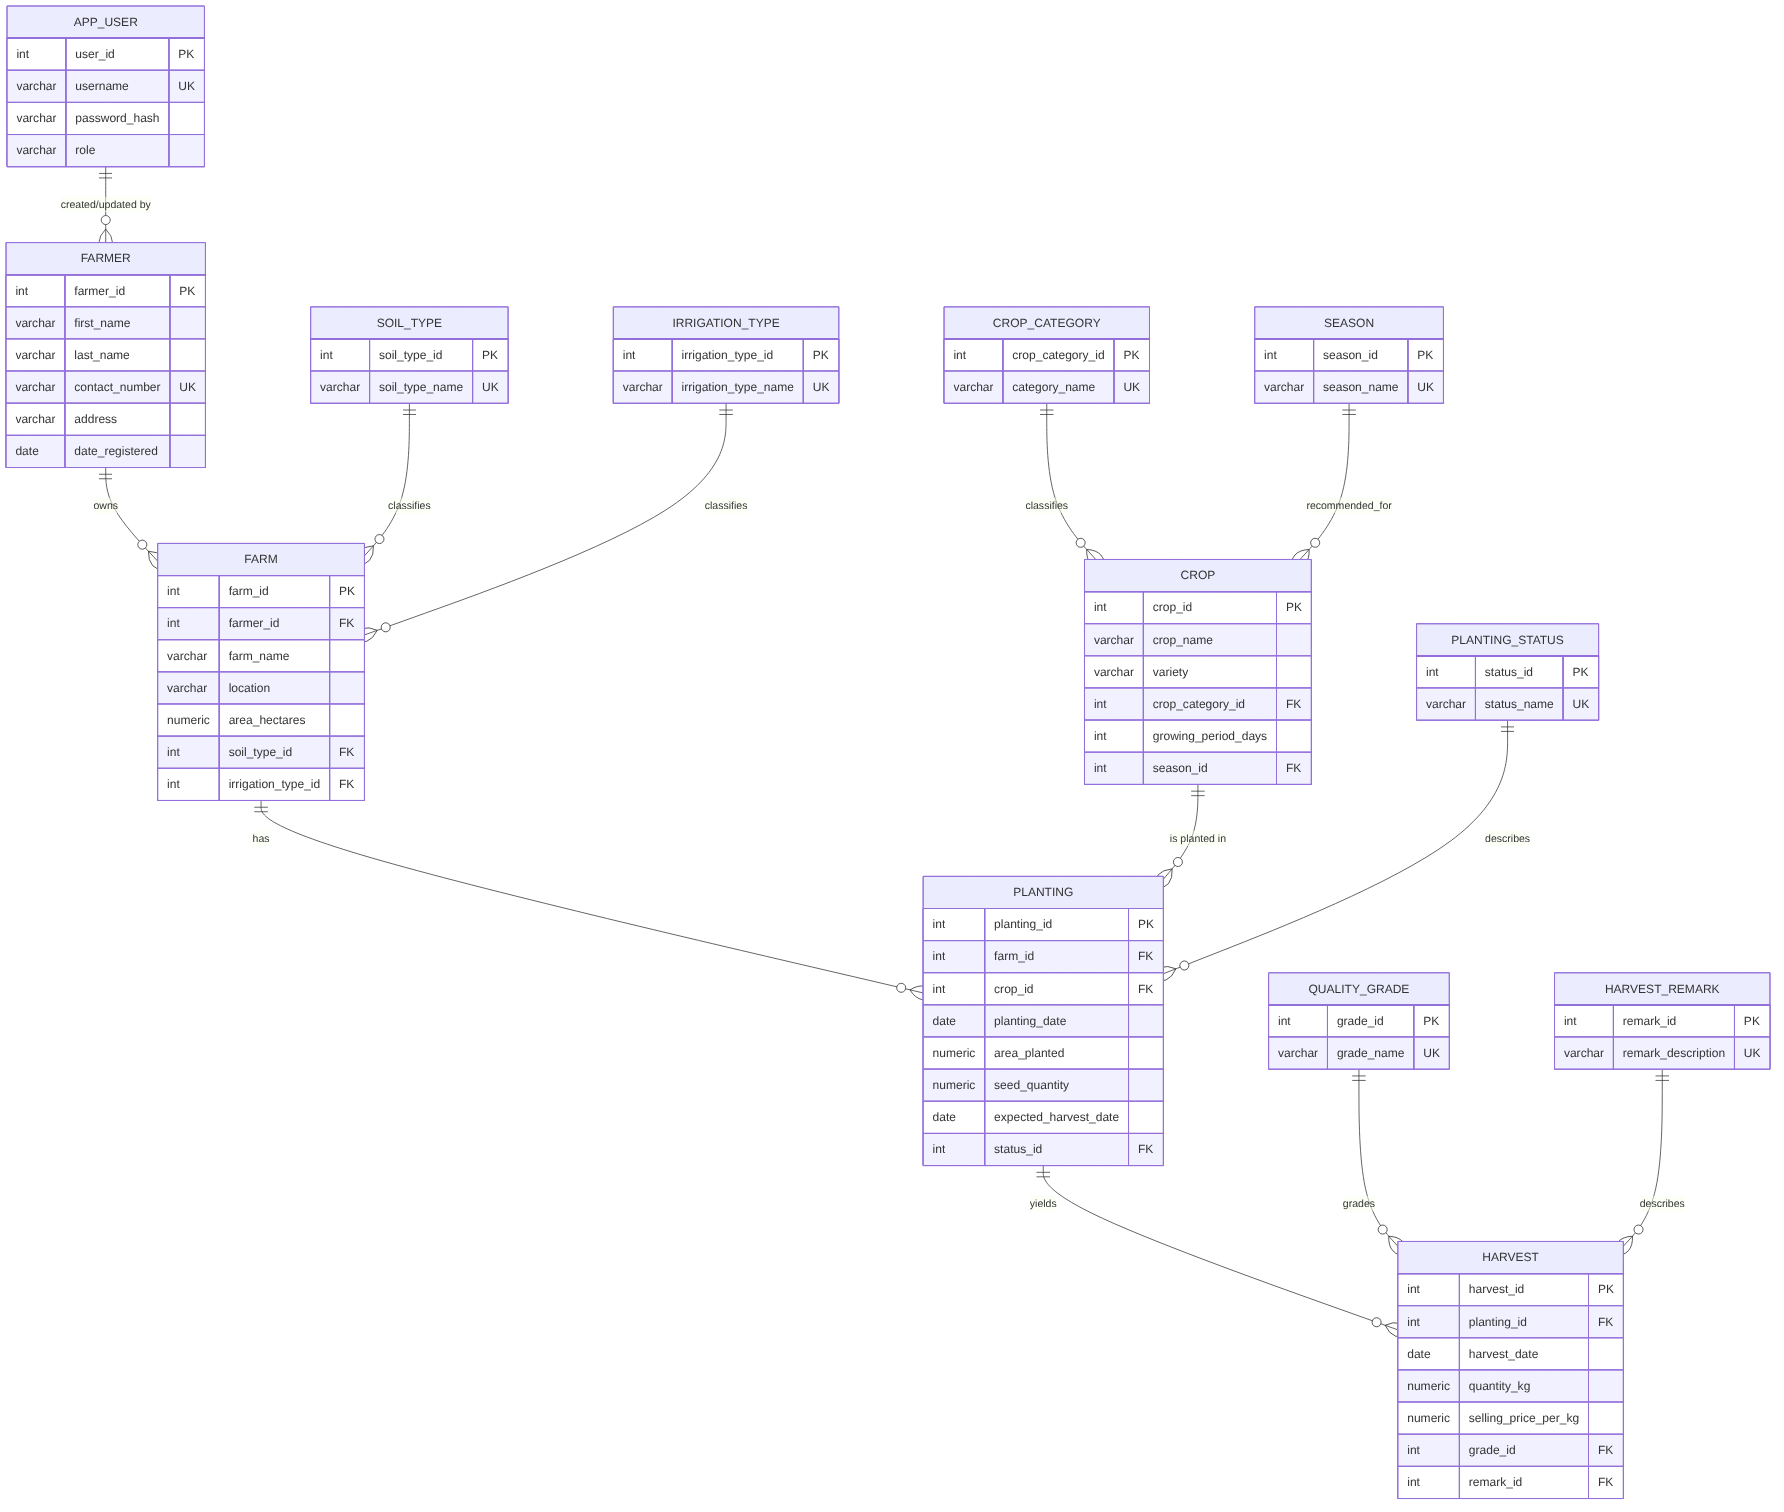 APP_USER
int user_id PK
varchar username UK
varchar password_hash
varchar role
created/updated by
FARMER
int farmer_id PK
varchar first_name
varchar last_name
varchar contact_number UK
varchar address
date date_registered
SOIL_TYPE
int soil_type_id PK
varchar soil_type_name UK
IRRIGATION_TYPE
int irrigation_type_id PK
varchar irrigation_type_name UK
CROP_CATEGORY
int crop_category_id PK
varchar category_name UK
SEASON
int season_id PK
varchar season_name UK
owns
classifies
classifies
classifies
recommended_for
FARM
int farm_id PK
int farmer_id FK
varchar farm_name
varchar location
numeric area_hectares
int soil_type_id FK
int irrigation_type_id FK
CROP
int crop_id PK
varchar crop_name
varchar variety
int crop_category_id FK
int growing_period_days
int season_id FK
PLANTING_STATUS
int status_id PK
varchar status_name UK
has
is planted in
describes
PLANTING
int planting_id PK
int farm_id FK
int crop_id FK
date planting_date
numeric area_planted
numeric seed_quantity
date expected_harvest_date
int status_id FK
QUALITY_GRADE
int grade_id PK
varchar grade_name UK
HARVEST_REMARK
int remark_id PK
varchar remark_description UK
yields
grades
describes
HARVEST
int harvest_id PK
int planting_id FK
date harvest_date
numeric quantity_kg
numeric selling_price_per_kg
int grade_id FK
int remark_id FK